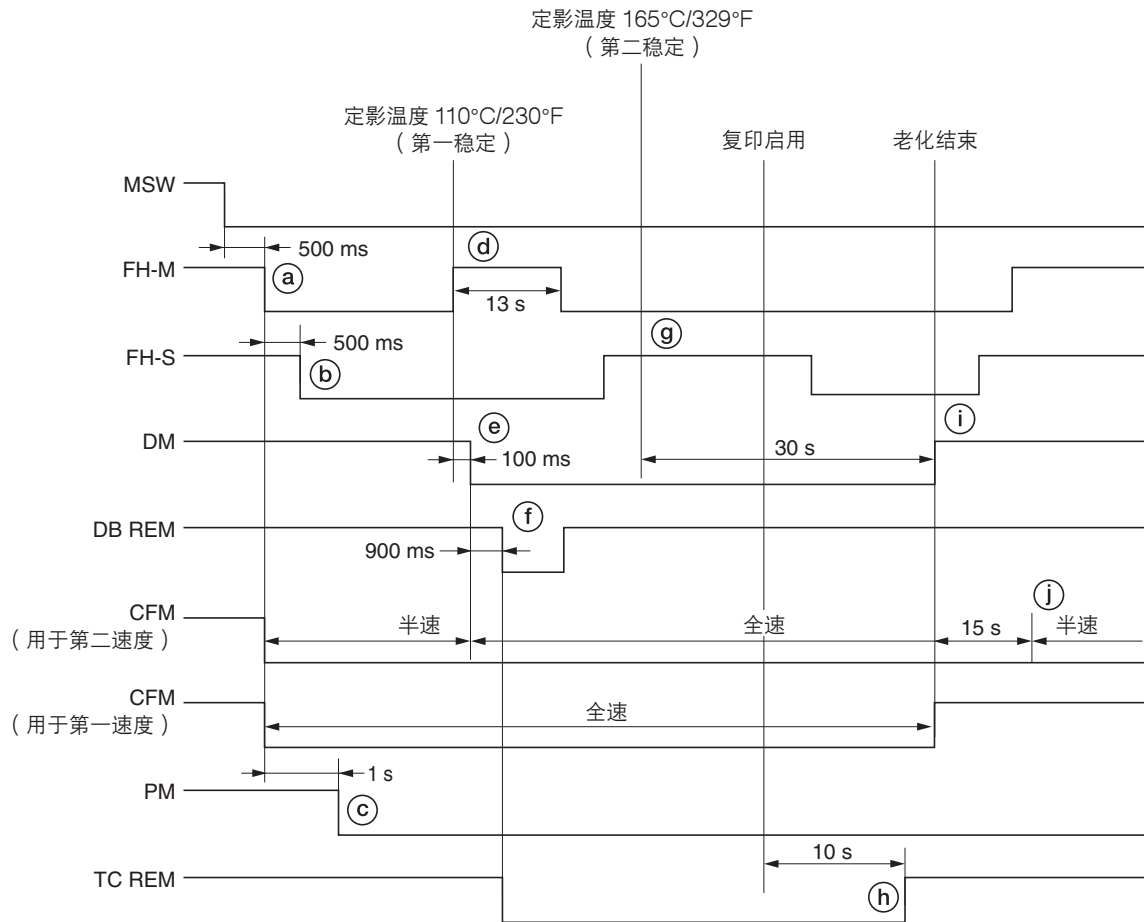 定影温度 165°C/329°F
（ 第二稳定 ）
定影温度 110°C/230°F
（ 第一稳定 ）
复印启用
老化结束
MSW
500 ms
FH-M
a
d
13 s
FH-S
500 ms
b
g
DM
e
100 ms
30 s
i
DB REM
f
900 ms
CFM
（ 用于第二速度 ）
半速
全速
15 s
j
半速
CFM
（ 用于第一速度 ）
全速
PM
1 s
c
TC REM
10 s
h